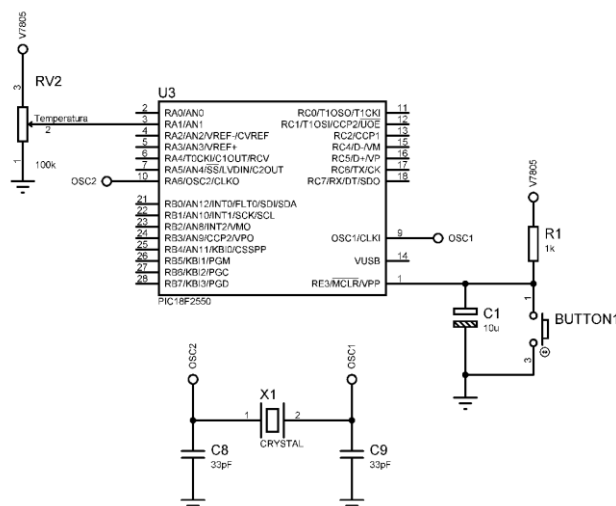 V7805
RV2
3
Temperatura
2
1
100k
U3
2 RA0/AN0
3 RA1/AN1
4 RA2/AN2/VREF-/CVREF
5 RA3/AN3/VREF+
6 RA4/T0CKI/C1OUT/RCV
7 RA5/AN4/SS/LVDIN/C2OUT
10 RA6/OSC2/CLKO
OSC2
21 RB0/AN12/INT0/FLT0/SDI/SDA
22 RB1/AN10/INT1/SCK/SCL
23 RB2/AN8/INT2/VMO
24 RB3/AN9/CCP2/VPO
25 RB4/AN11/KBI0/CSSPP
26 RB5/KBI1/PGM
27 RB6/KBI2/PGC
28 RB7/KBI3/PGD
RC0/T1OSO/T1CKI 11
RC1/T1OSI/CCP2/UOE 12
RC2/CCP1 13
RC4/D-/VM 15
RC5/D+/VP 16
RC6/TX/CK 17
RC7/RX/DT/SDO 18
OSC1/CLKI 9
OSC1
VUSB 14
RE3/MCLR/VPP 1
PIC18F2550
V7805
R1
1k
C1
10u
1
BUTTON1
3
OSC2
OSC1
X1
1
2
CRYSTAL
C8
33pF
C9
33pF